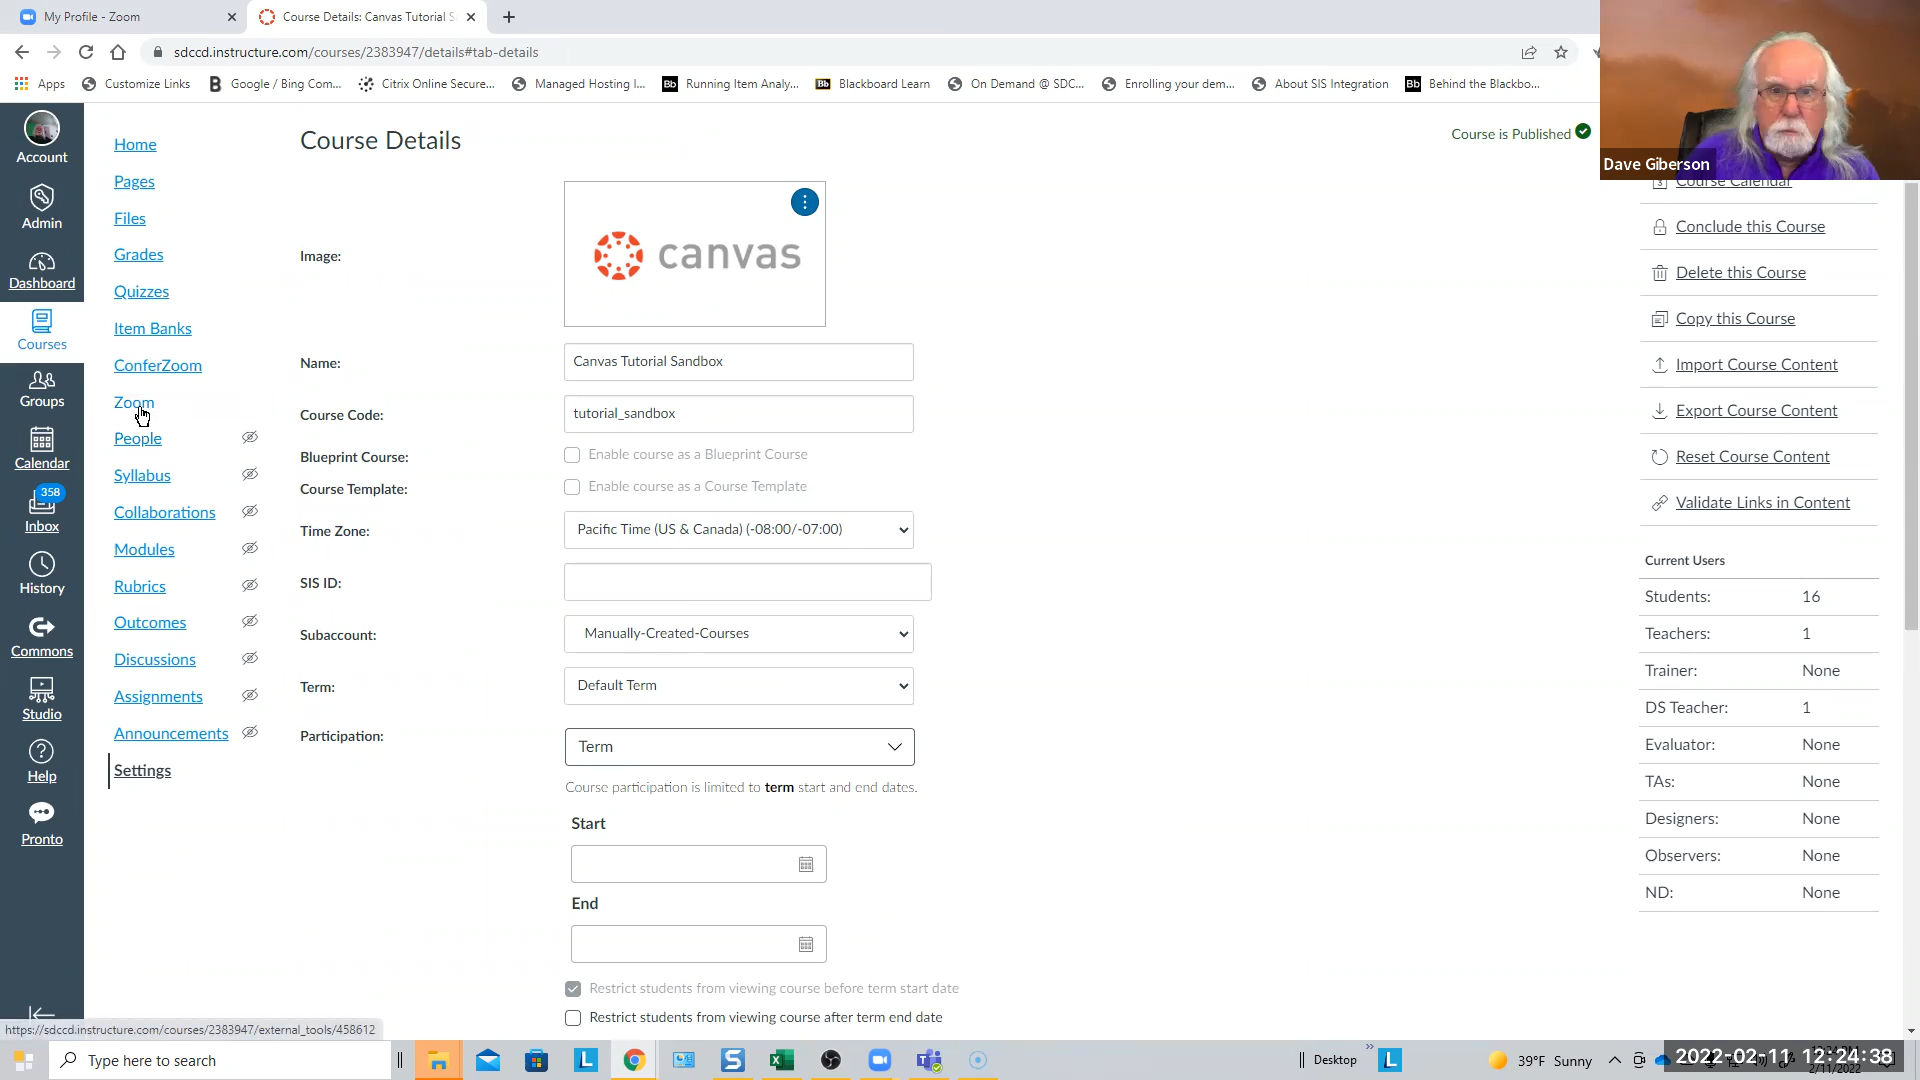 My Profile - Zoom
Course Details: Canvas Tutorial S
sdccd.instructure.com/courses/2383947/details#tab-details
Apps
Customize Links
Google / Bing Com...
Citrix Online Secure...
Managed Hosting I...
Bb
Running Item Analy...
Bb
Blackboard Learn
On Demand @ SDC...
Enrolling your dem...
About SIS Integration
Bb
Behind the Blackbo...
Dave Giberson
Account
Admin
Dashboard
Courses
Groups
Calendar
358
Inbox
History
Commons
Studio
Help
Pronto
Home
Pages
Files
Grades
Quizzes
Item Banks
ConferZoom
Zoom
People
Syllabus
Collaborations
Modules
Rubrics
Outcomes
Discussions
Assignments
Announcements
Settings
Course Details
Course is Published
Image:
canvas
Name:
Canvas Tutorial Sandbox
Course Code:
tutorial_sandbox
Blueprint Course:
Enable course as a Blueprint Course
Course Template:
Enable course as a Course Template
Time Zone:
Pacific Time (US & Canada) (-08:00/-07:00)
SIS ID:
Subaccount:
Manually-Created-Courses
Term:
Default Term
Participation:
Term
Course participation is limited to term start and end dates.
Start
End
Restrict students from viewing course before term start date
Restrict students from viewing course after term end date
Course Calendar
Conclude this Course
Delete this Course
Copy this Course
Import Course Content
Export Course Content
Reset Course Content
Validate Links in Content
Current Users
Students: 16
Teachers: 1
Trainer: None
DS Teacher: 1
Evaluator: None
TAs: None
Designers: None
Observers: None
ND: None
https://sdccd.instructure.com/courses/2383947/external_tools/458612
Type here to search
Desktop
39°F Sunny
2022-02-11 12:24:38
2/11/2022